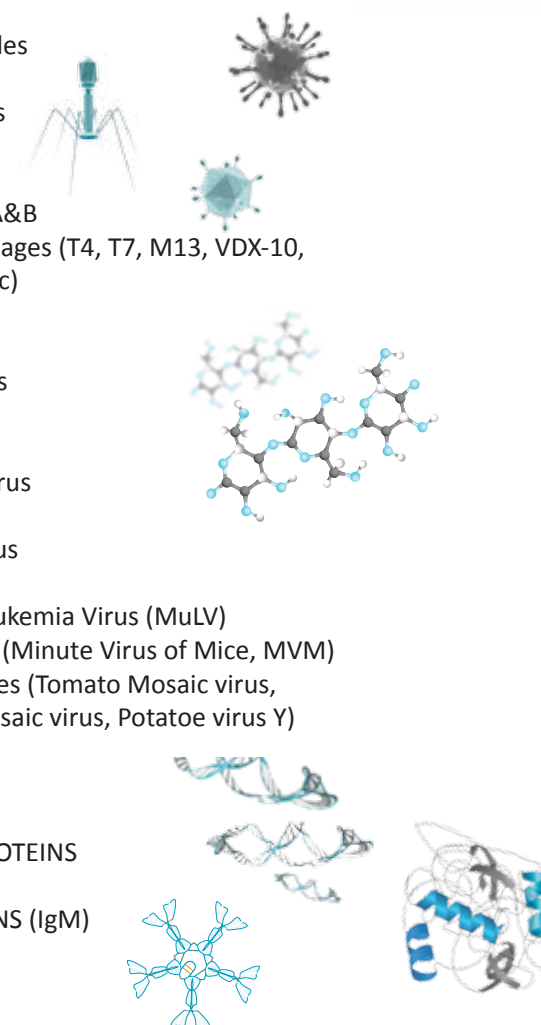 les
s
A&B
ages (T4, T7, M13, VDX-10,
c)
s
rus
us
ukemia Virus (MuLV)
(Minute Virus of Mice, MVM)
es (Tomato Mosaic virus,
saic virus, Potatoe virus Y)
OTEINS
NS (IgM)